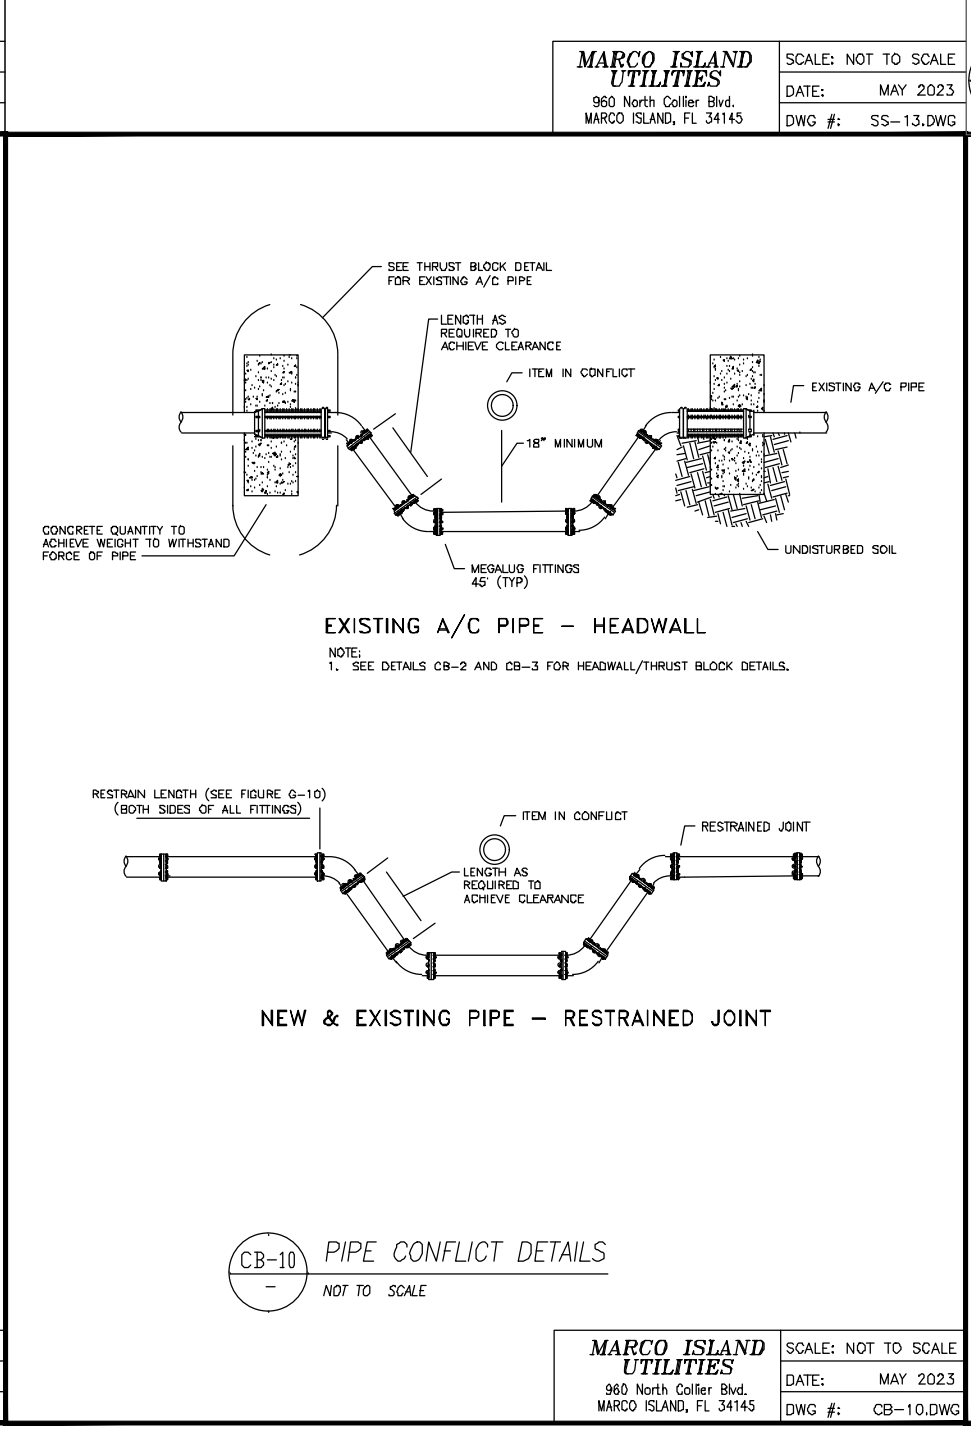 MARCO ISLAND
UTILITIES
960 North Collier Blvd.
MARCO ISLAND, FL 34145
SCALE: NOT TO SCALE
DATE: MAY 2023
DWG #: SS-13.DWG
SEE THRUST BLOCK DETAIL
FOR EXISTING A/C PIPE
LENGTH AS
REQUIRED TO
ACHIEVE CLEARANCE
ITEM IN CONFLICT
EXISTING A/C PIPE
18" MINIMUM
CONCRETE QUANTITY TO
ACHIEVE WEIGHT TO WITHSTAND
FORCE OF PIPE
UNDISTURBED SOIL
MEGALUG FITTINGS
45' (TYP)
EXISTING A/C PIPE - HEADWALL
NOTE:
1. SEE DETAILS CB-2 AND CB-3 FOR HEADWALL/THRUST BLOCK DETAILS.
RESTRAIN LENGTH (SEE FIGURE G-10)
(BOTH SIDES OF ALL FITTINGS)
ITEM IN CONFLICT
RESTRAINED JOINT
LENGTH AS
REQUIRED TO
ACHIEVE CLEARANCE
NEW & EXISTING PIPE - RESTRAINED JOINT
CB-10
-
PIPE CONFLICT DETAILS
NOT TO SCALE
MARCO ISLAND
UTILITIES
960 North Collier Blvd.
MARCO ISLAND, FL 34145
SCALE: NOT TO SCALE
DATE: MAY 2023
DWG #: CB-10.DWG